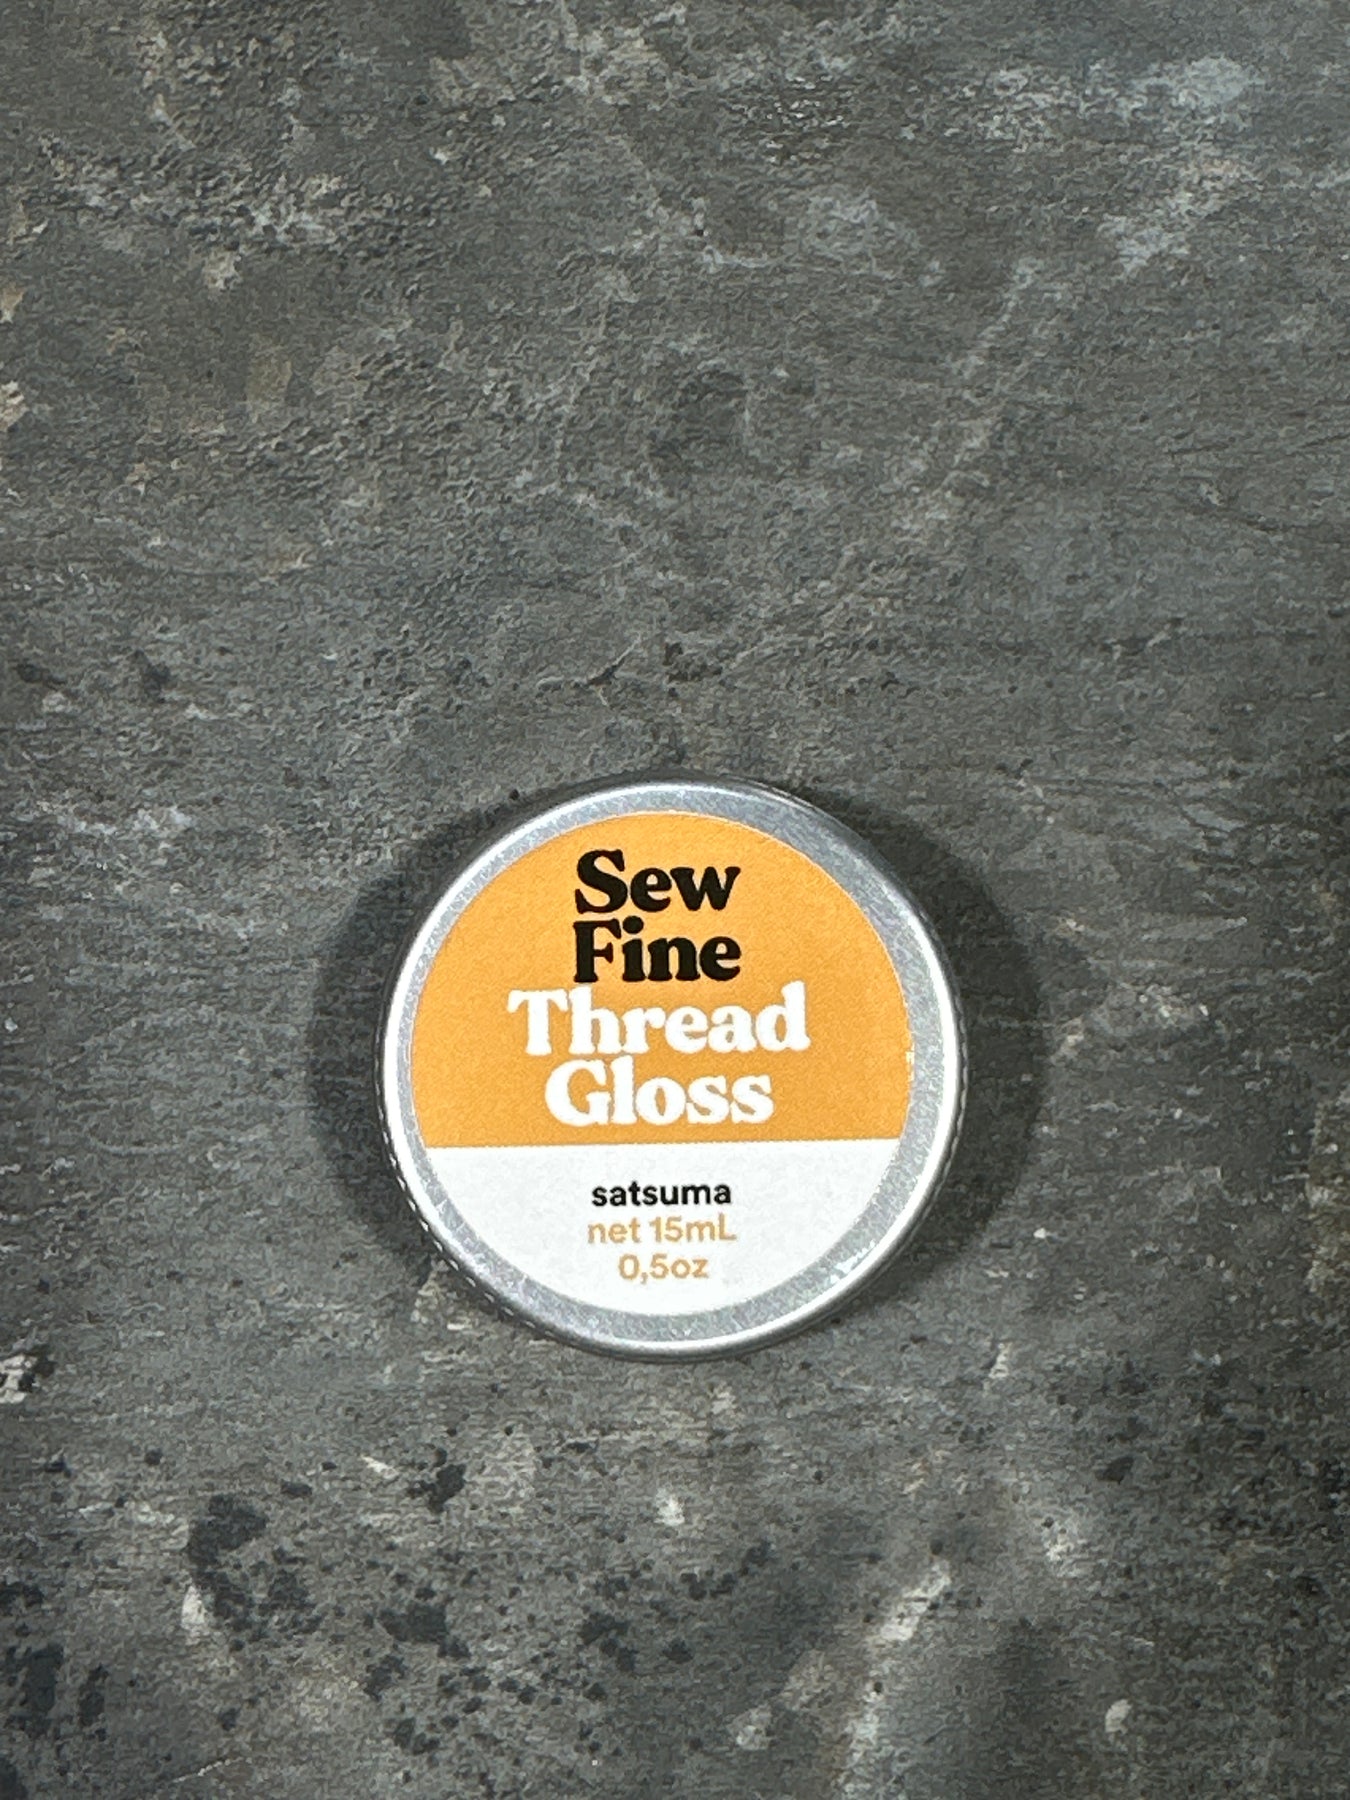 Sew
Fine
Thread
Gloss
satsuma
net 15mL
0,5oz